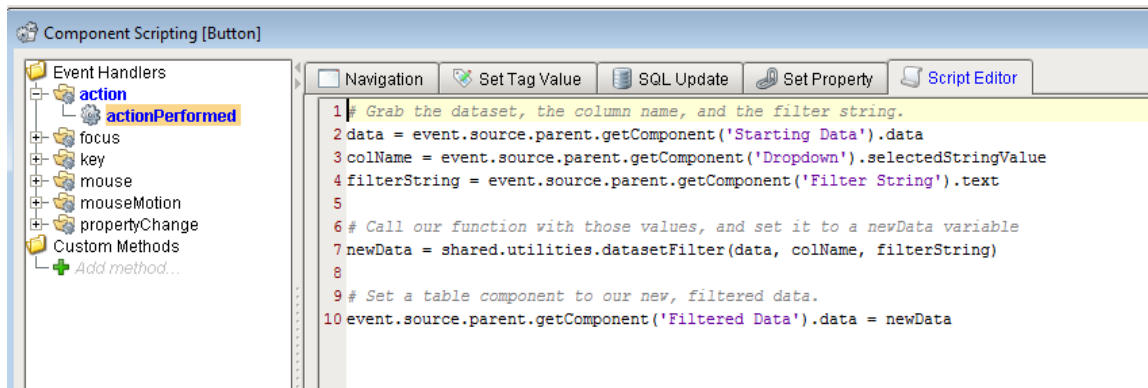 Component Scripting [Button]
Event Handlers
action
actionPerformed
focus
key
mouse
mouseMotion
propertyChange
Custom Methods
Add method...
Navigation
Set Tag Value
SQL Update
Set Property
Script Editor
1 # Grab the dataset, the column name, and the filter string.
2 data = event.source.parent.getComponent('Starting Data').data
3 colName = event.source.parent.getComponent('Dropdown').selectedStringValue
4 filterString = event.source.parent.getComponent('Filter String').text
5
6 # Call our function with those values, and set it to a newData variable
7 newData = shared.utilities.datasetFilter(data, colName, filterString)
8
9 # Set a table component to our new, filtered data.
10 event.source.parent.getComponent('Filtered Data').data = newData